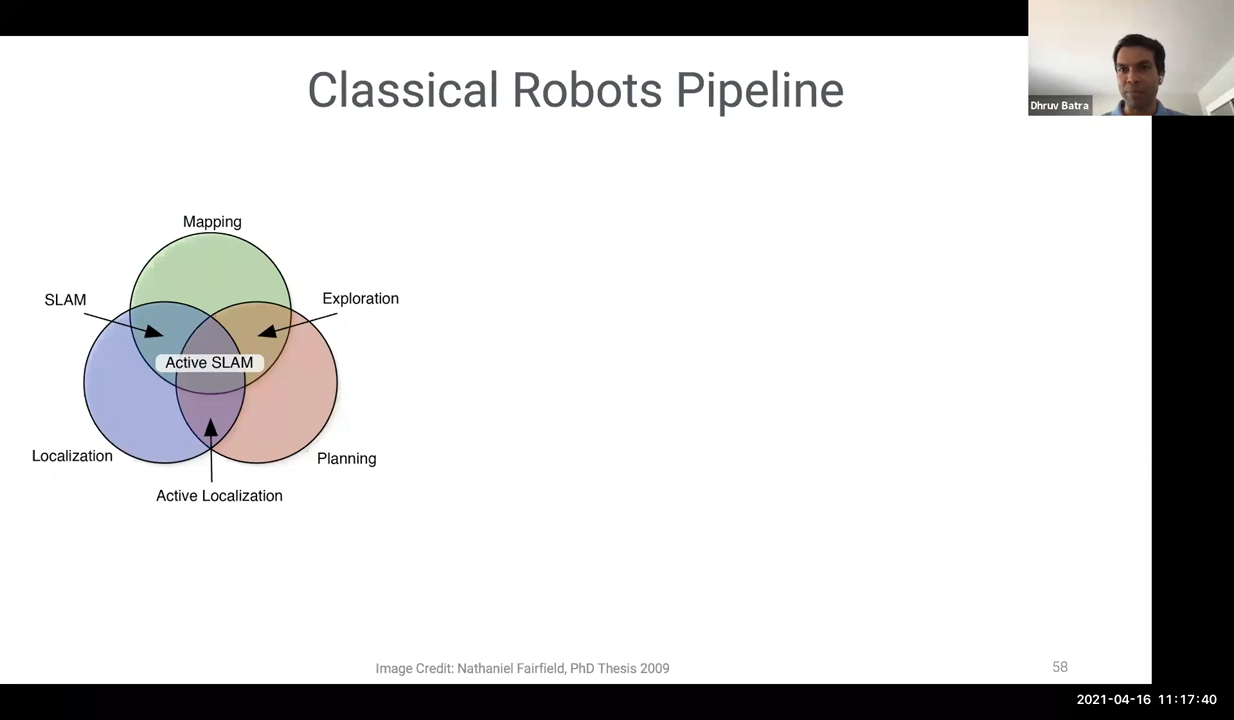 Classical Robots Pipeline
Dhruv Batra
Mapping
SLAM
Exploration
Active SLAM
Localization
Planning
Active Localization
Image Credit: Nathaniel Fairfield, PhD Thesis 2009
58
2021-04-16 11:17:40